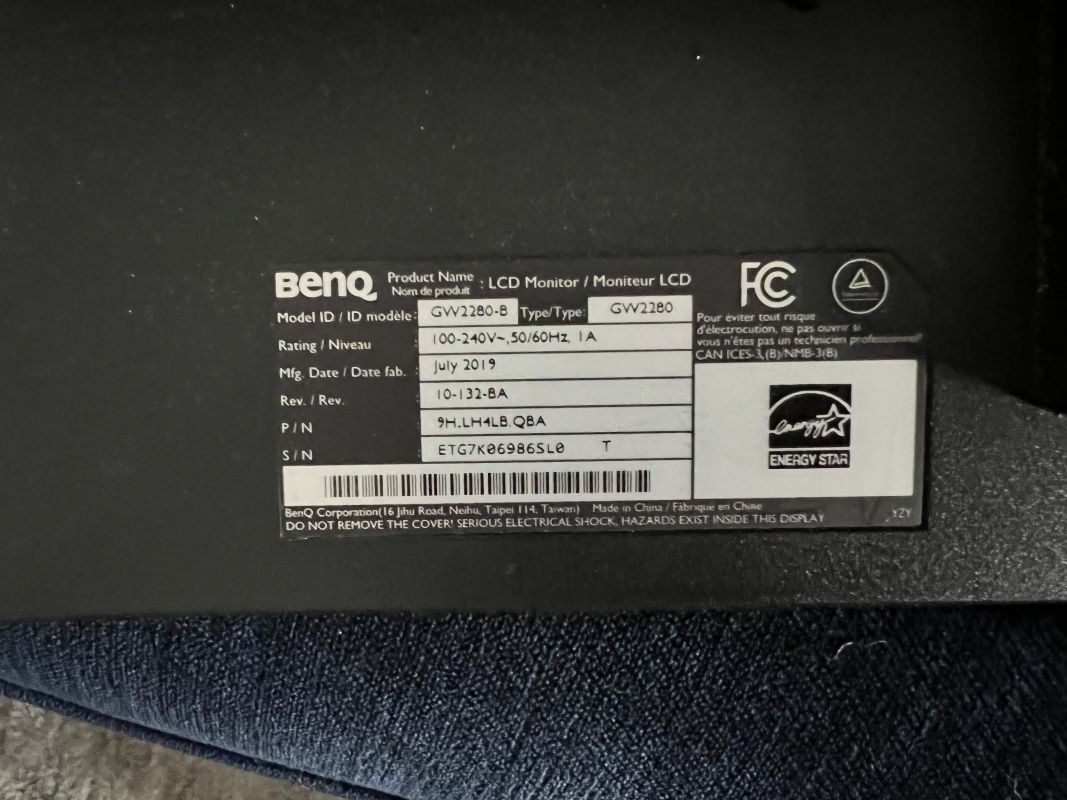 BenQ Product Name : LCD Monitor / Moniteur LCD
Nom de produit
Model ID / ID modèle: GW2280-B Type/Type: GW2280
Rating / Niveau : 100-240V~,50/60Hz, 1A
Mfg. Date / Date fab. : July 2019
Rev. / Rev. : 10-132-BA
P / N : 9H.LH4LB.QBA
S / N : ETG7K06986SL0 T
BenQ Corporation(16 Jihu Road, Neihu, Taipei 114, Taiwan) Made in China / Fabrique en Chine
DO NOT REMOVE THE COVER! SERIOUS ELECTRICAL SHOCK, HAZARDS EXIST INSIDE THIS DISPLAY
FC
Pour éviter tout risque
d'électrocution, ne pas ouvrir si
vous n'êtes pas un technicien professionnel!
CAN ICES-3,(B)/NMB-3(B)
energy
ENERGY STAR
YZY